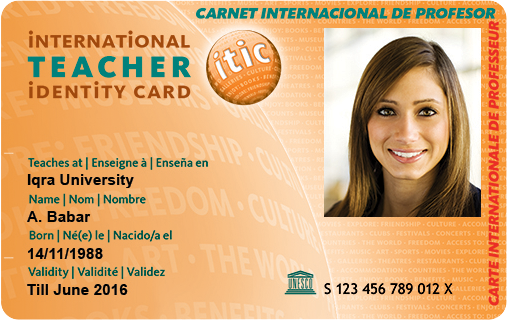 CARNET INTERNACIONAL DE PROFESOR
iNTERNATiONAL
TEACHER
iDENTiTY CARD
itic
CARTE INTERNATIONALE DE PROFESSEUR
Teaches at | Enseigne à | Enseña en
Iqra University
Name | Nom | Nombre
A. Babar
Born | Né(e) le | Nacido/a el
14/11/1988
Validity | Validité | Validez
Till June 2016
UNESCO
S 123 456 789 012 X